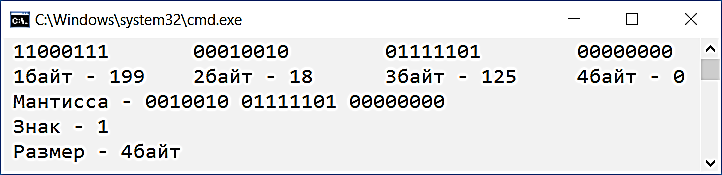 C:\Windows\system32\cmd.exe
11000111 00010010 01111101 00000000
1байт - 199 2байт - 18 3байт - 125 4байт - 0
Мантисса - 0010010 01111101 00000000
Знак - 1
Размер - 4байт